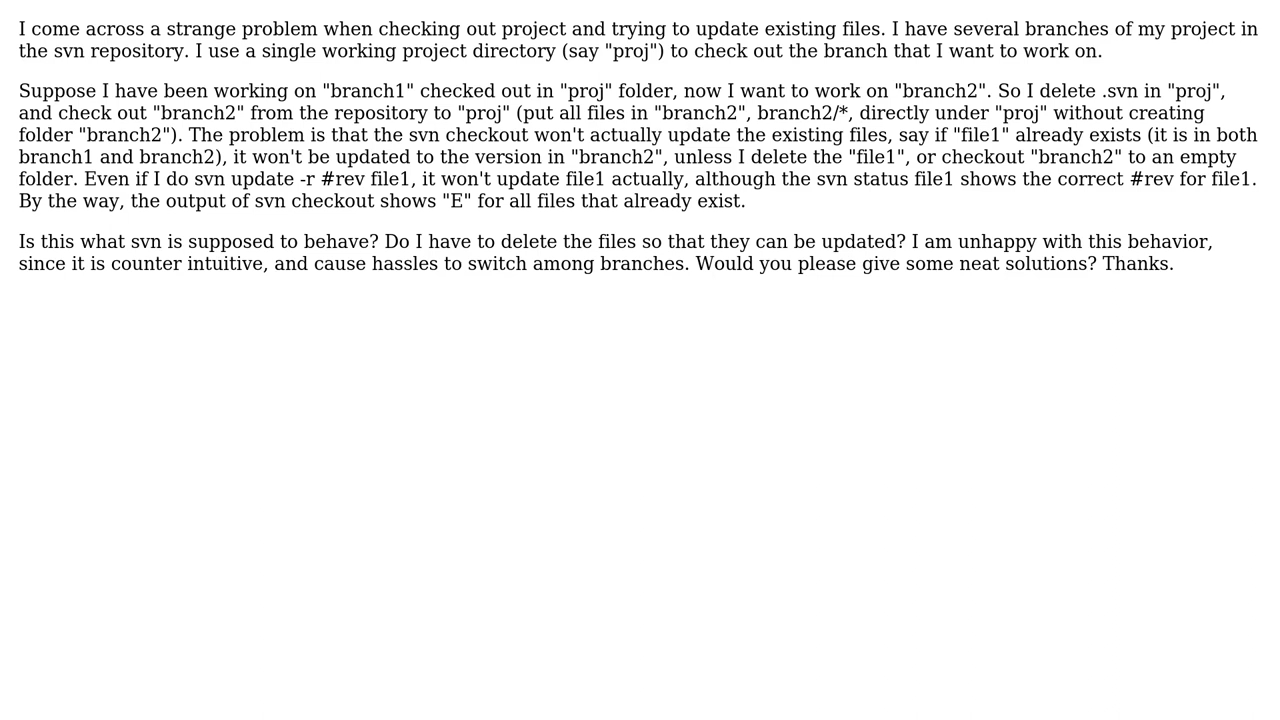 I come across a strange problem when checking out project and trying to update existing files. I have several branches of my project in
the svn repository. I use a single working project directory (say "proj") to check out the branch that I want to work on.
Suppose I have been working on "branch1" checked out in "proj" folder, now I want to work on "branch2". So I delete .svn in "proj",
and check out "branch2" from the repository to "proj" (put all files in "branch2", branch2/*, directly under "proj" without creating
folder "branch2"). The problem is that the svn checkout won't actually update the existing files, say if "file1" already exists (it is in both
branch1 and branch2), it won't be updated to the version in "branch2", unless I delete the "file1", or checkout "branch2" to an empty
folder. Even if I do svn update -r #rev file1, it won't update file1 actually, although the svn status file1 shows the correct #rev for file1.
By the way, the output of svn checkout shows "E" for all files that already exist.
Is this what svn is supposed to behave? Do I have to delete the files so that they can be updated? I am unhappy with this behavior,
since it is counter intuitive, and cause hassles to switch among branches. Would you please give some neat solutions? Thanks.